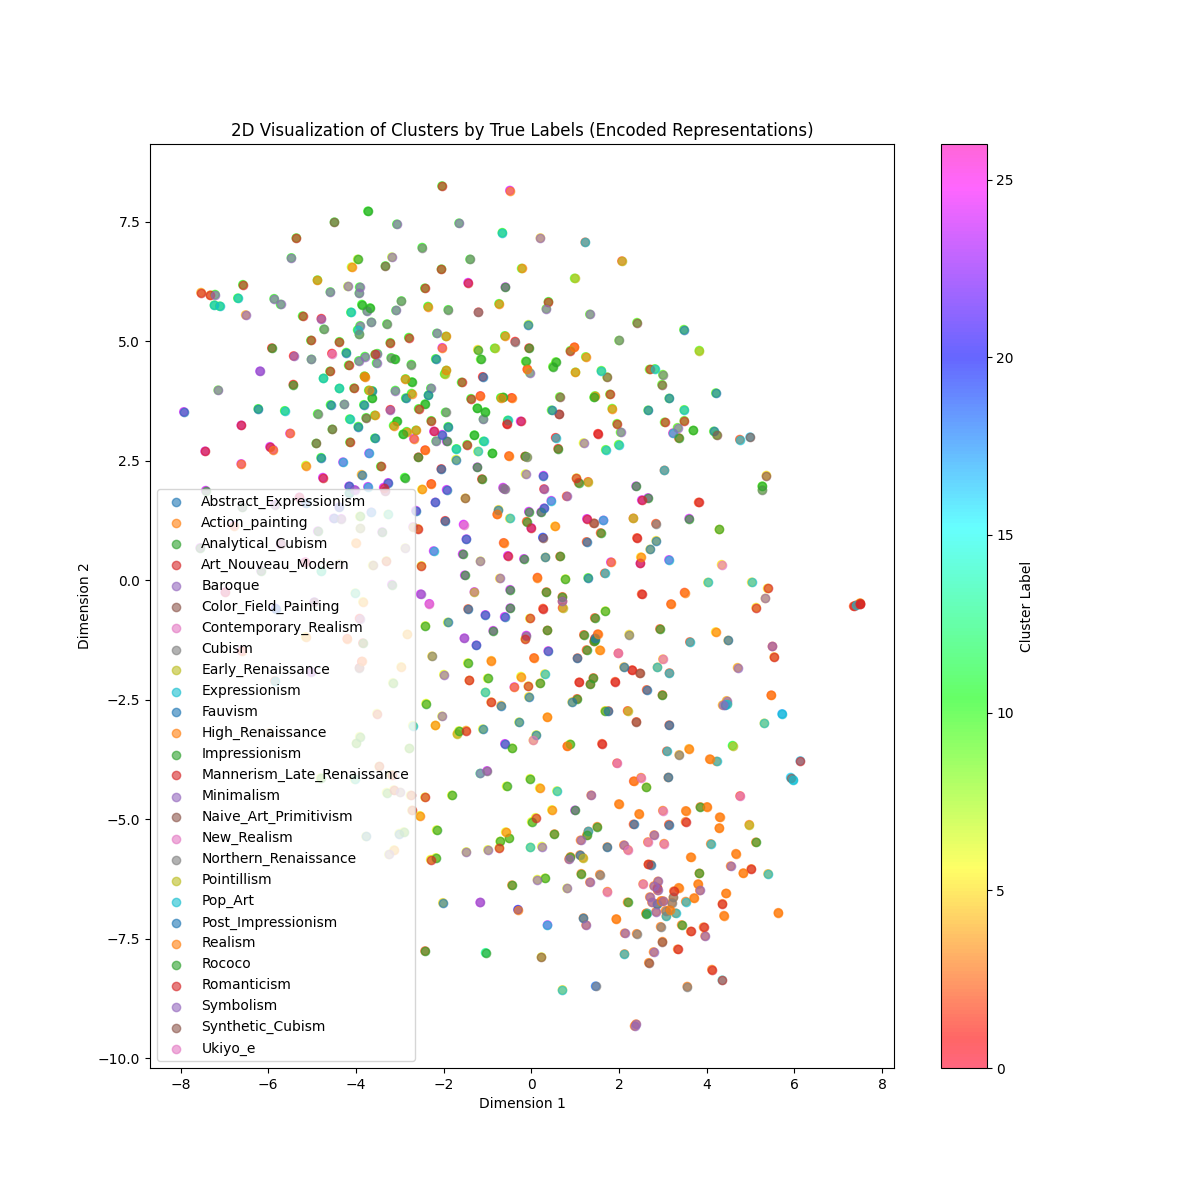 2D Visualization of Clusters by True Labels (Encoded Representations)
7.5
5.0
2.5
0.0
−2.5
−5.0
−7.5
−10.0
Dimension 2
Abstract_Expressionism
Action_painting
Analytical_Cubism
Art_Nouveau_Modern
Baroque
Color_Field_Painting
Contemporary_Realism
Cubism
Early_Renaissance
Expressionism
Fauvism
High_Renaissance
Impressionism
Mannerism_Late_Renaissance
Minimalism
Naive_Art_Primitivism
New_Realism
Northern_Renaissance
Pointillism
Pop_Art
Post_Impressionism
Realism
Rococo
Romanticism
Symbolism
Synthetic_Cubism
Ukiyo_e
−8 −6 −4 −2 0 2 4 6 8
Dimension 1
25
20
15
10
5
0
Cluster Label